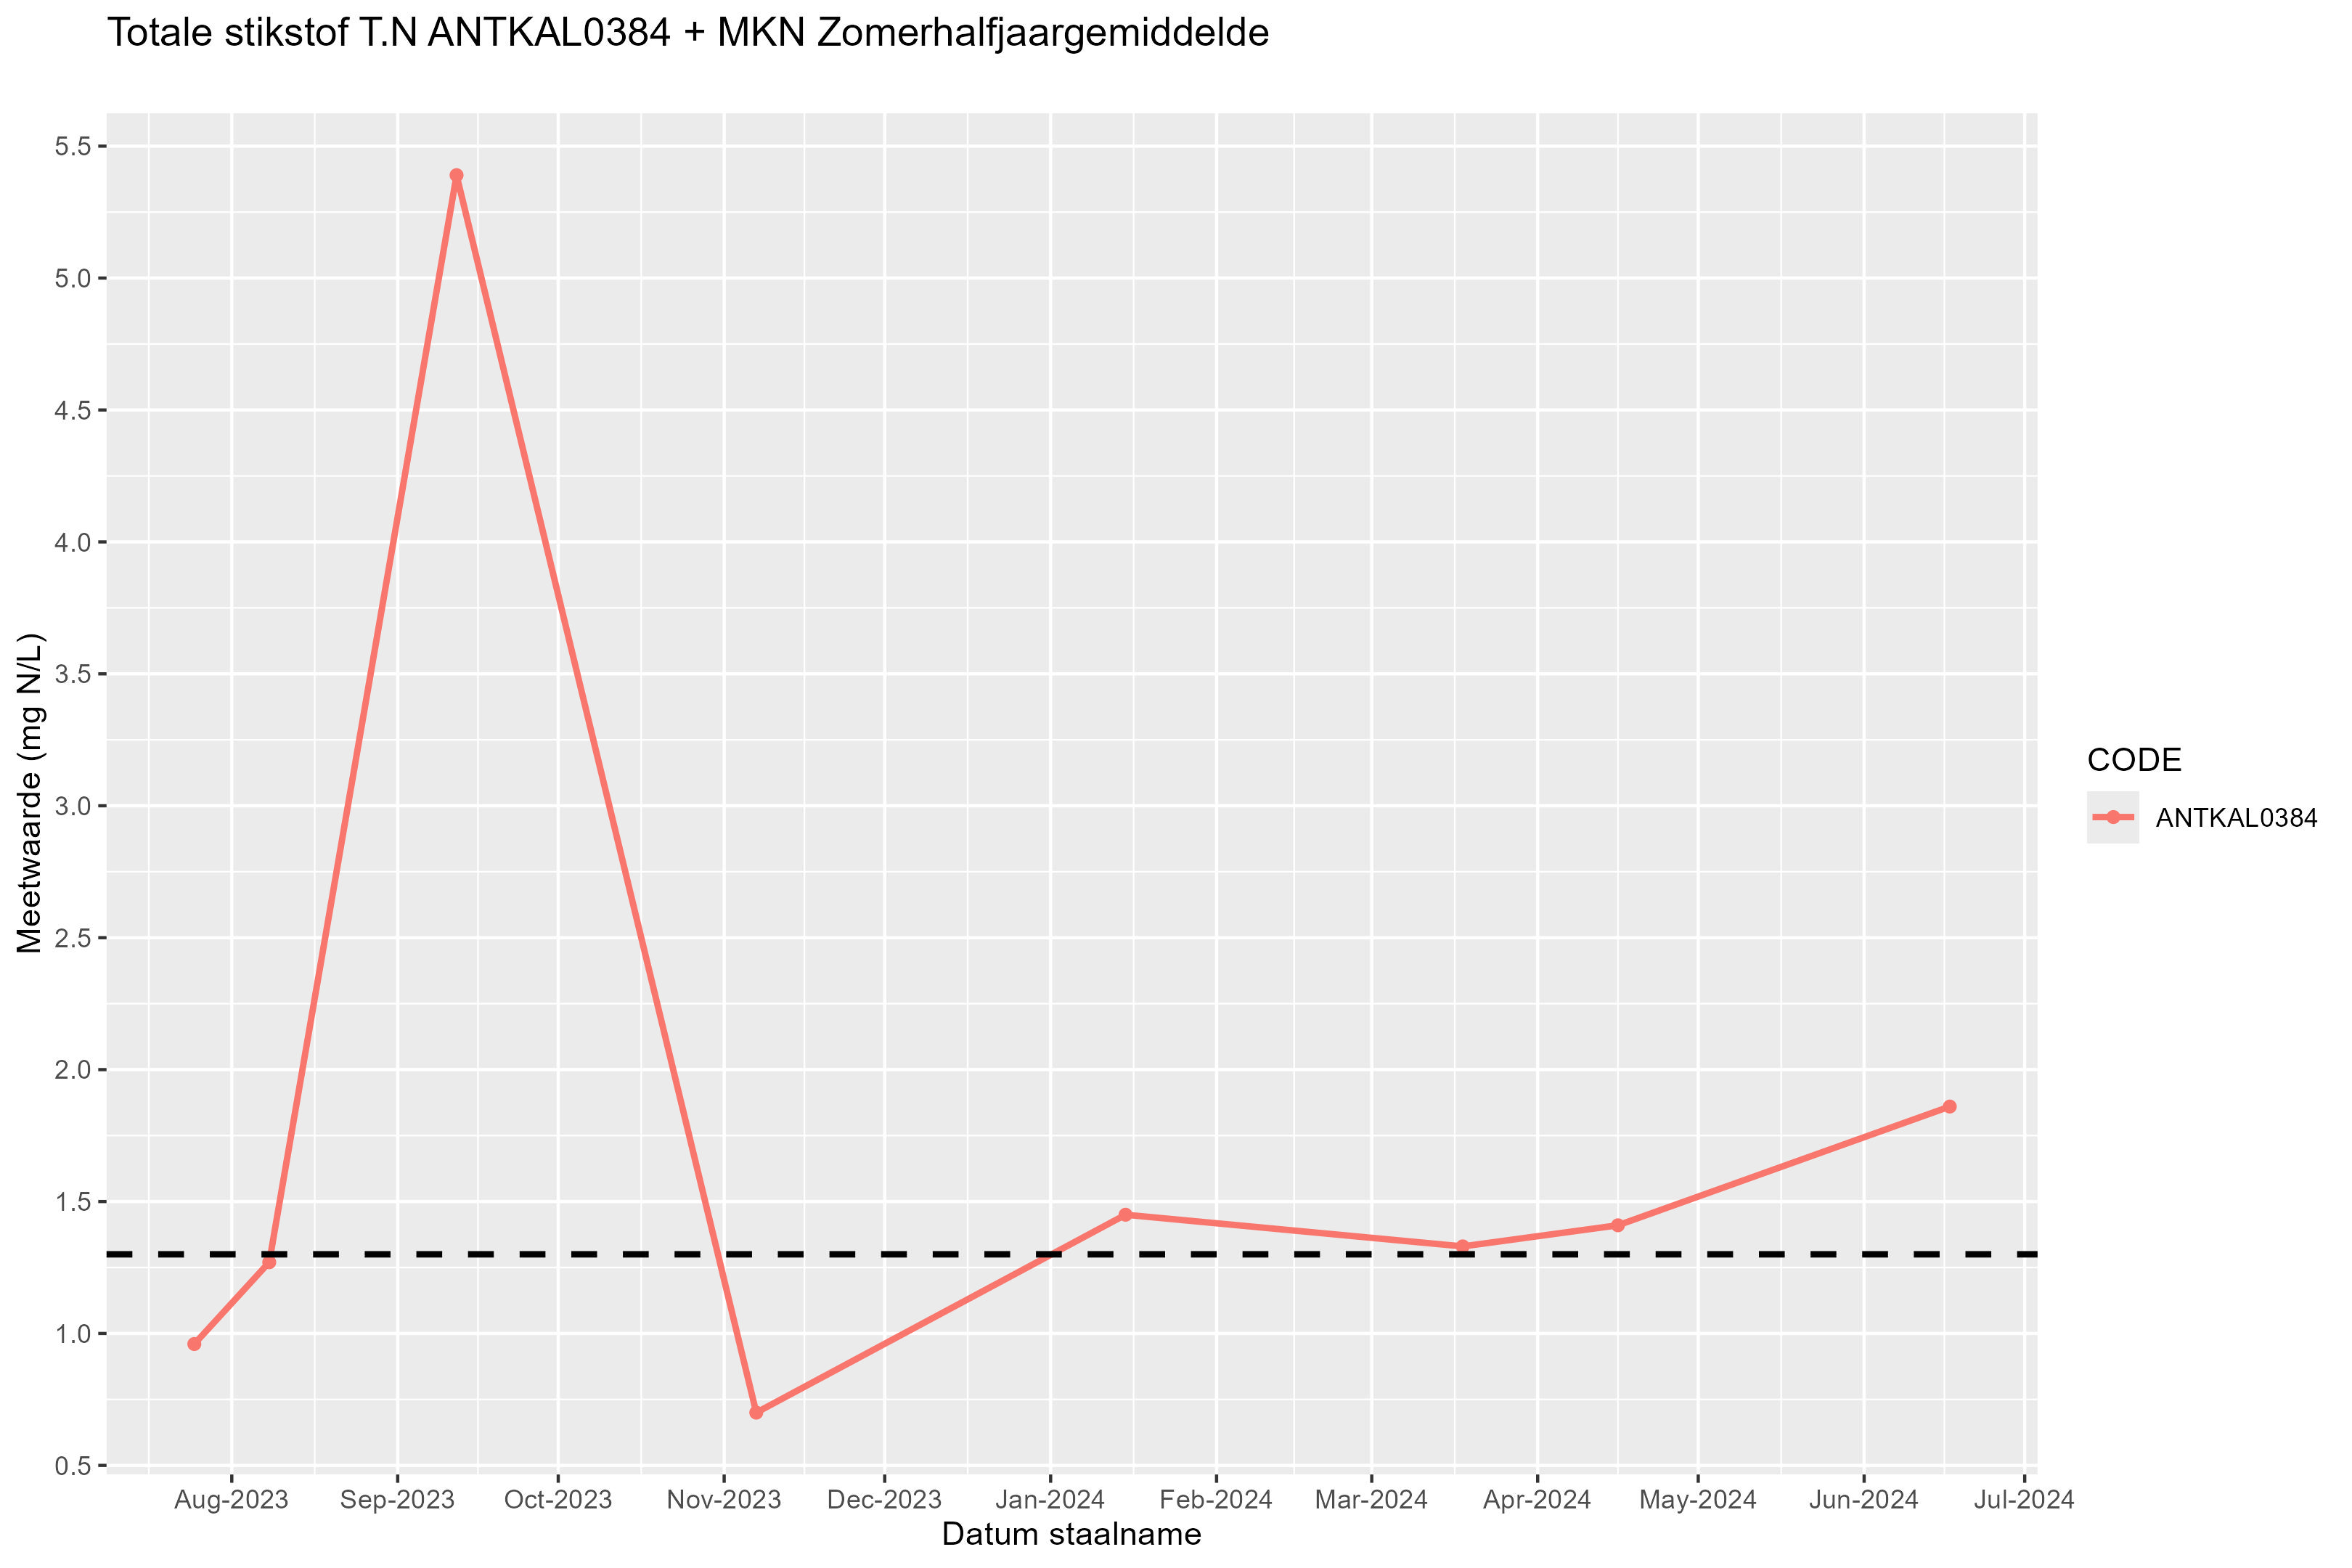 Totale stikstof T.N ANTKAL0384 + MKN Zomerhalfjaargemiddelde
Meetwaarde (mg N/L)
5.5
5.0
4.5
4.0
3.5
3.0
2.5
2.0
1.5
1.0
0.5
Aug-2023 Sep-2023 Oct-2023 Nov-2023 Dec-2023 Jan-2024 Feb-2024 Mar-2024 Apr-2024 May-2024 Jun-2024 Jul-2024
Datum staalname
CODE
ANTKAL0384